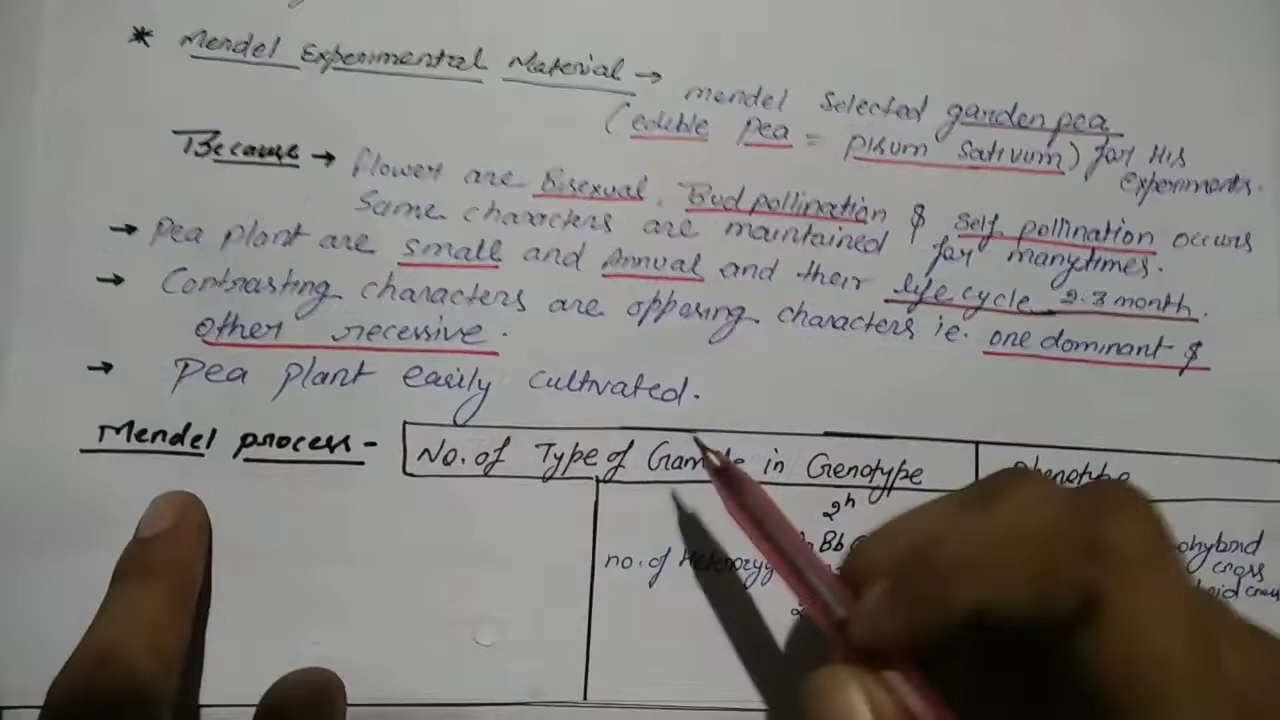 * Mendel Experimental Material → mendel selected garden pea
(edible pea = pisum sativum) for His experiments.
Because → flower are Bisexual. Bud pollination & self pollination occurs
Same characters are maintained for manytimes.
→ Pea plant are small and Annual and their life cycle 2.3 month.
→ Contrasting characters are opposing characters ie. one dominant &
other recessive.
→ Pea plant easily cultivated.
Mendel process-
No. of Type of in Genotype
phenotype
2ⁿ
Bb
no. of
cross